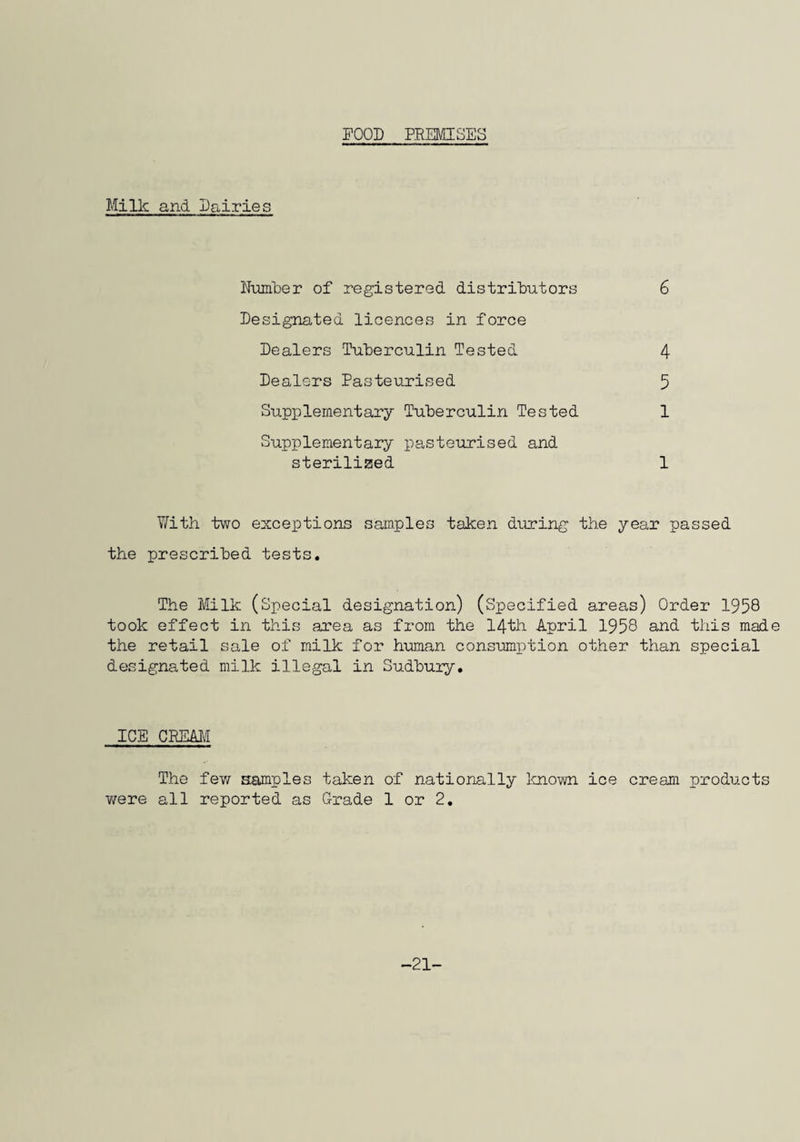 FOOD PREMISES
Milk and Dairies
Number of registered distributors 6
Designated licences in force
Dealers Tuberculin Tested 4
Dealers Pasteurised 5
Supplementary Tuberculin Tested 1
Supplementary pasteurised and
sterilised 1
With two exceptions samples taken during the year passed
the prescribed tests.
The Milk (Special designation) (Specified areas) Order 1958
took effect in this area as from the 14th April 1958 and this made
the retail sale of milk for human consumption other than special
designated milk illegal in Sudbury.
ICE CREAM
The few samples taken of nationally known ice cream products
were all reported as Grade 1 or 2.
-21-